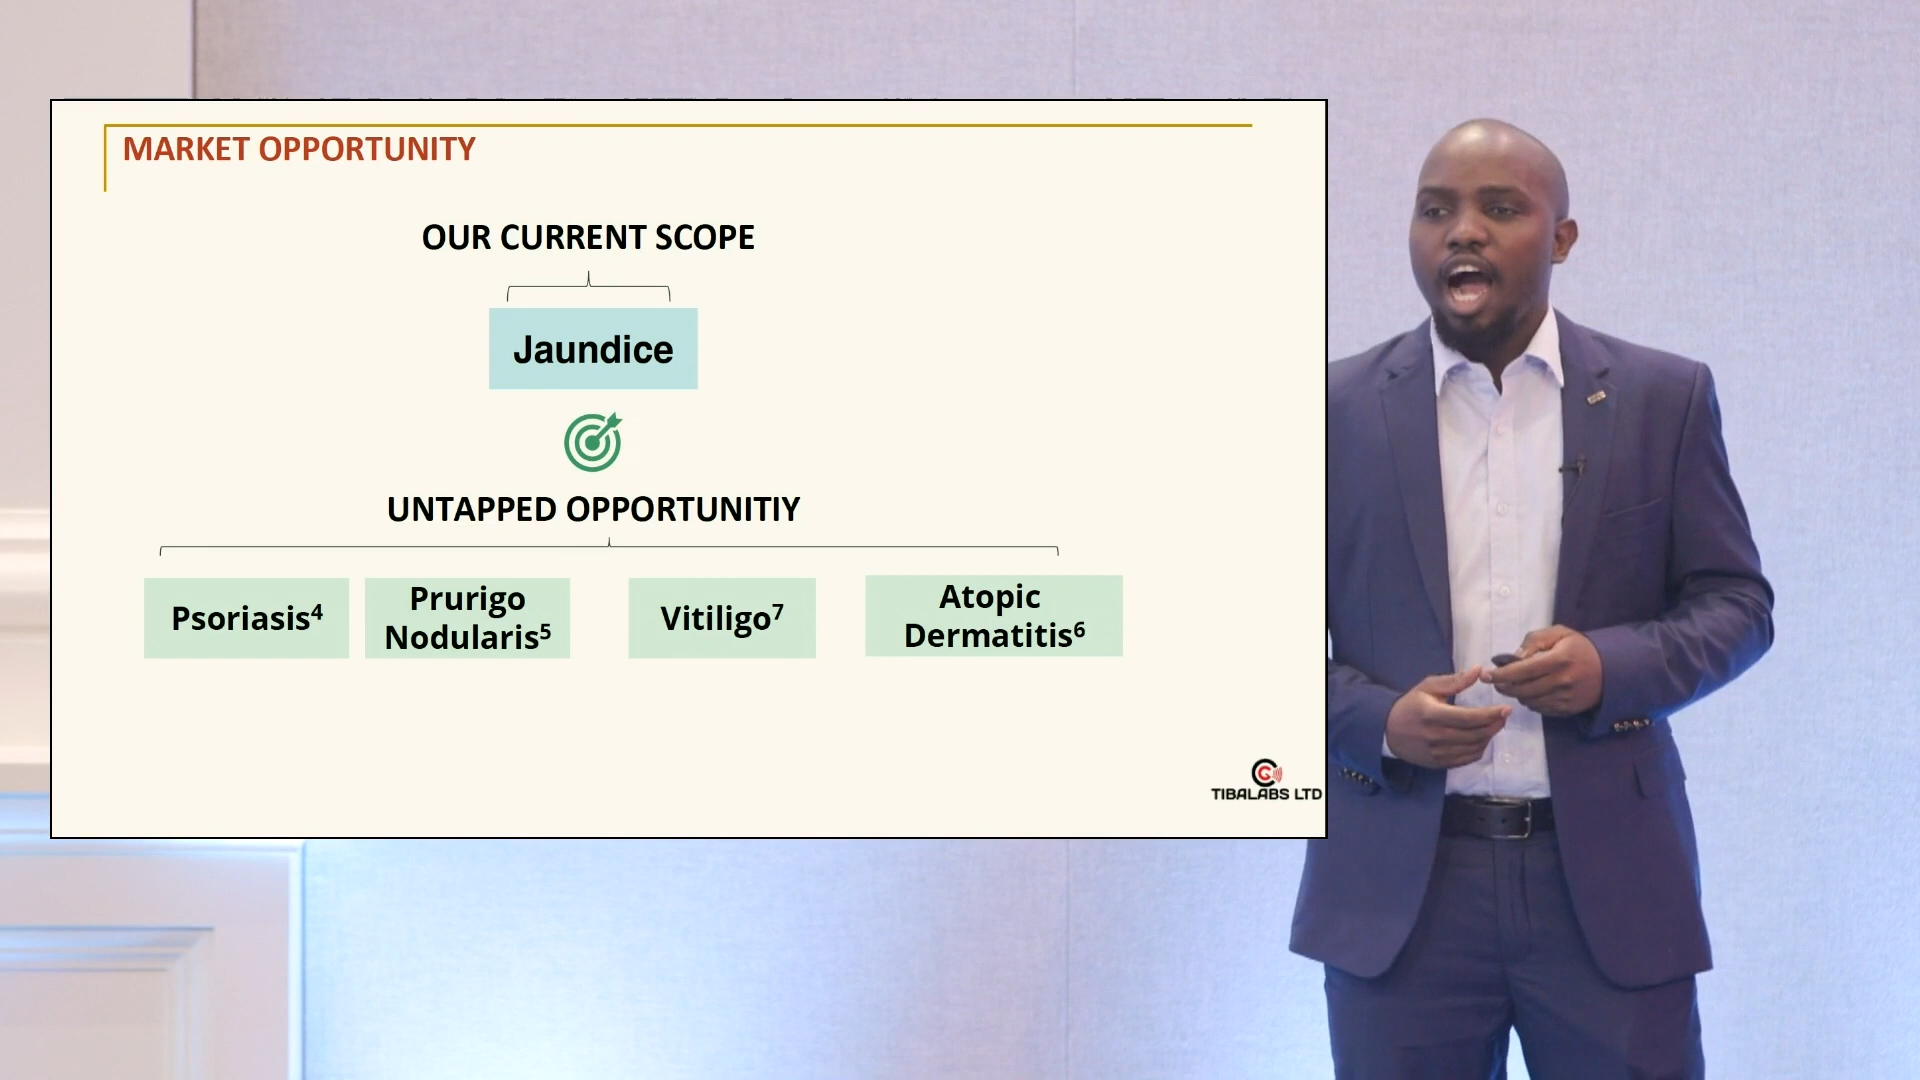 MARKET OPPORTUNITY
OUR CURRENT SCOPE
Jaundice
UNTAPPED OPPORTUNITIY
Psoriasis⁴
Prurigo
Nodularis⁵
Vitiligo⁷
Atopic
Dermatitis⁶
TIBALABS LTD